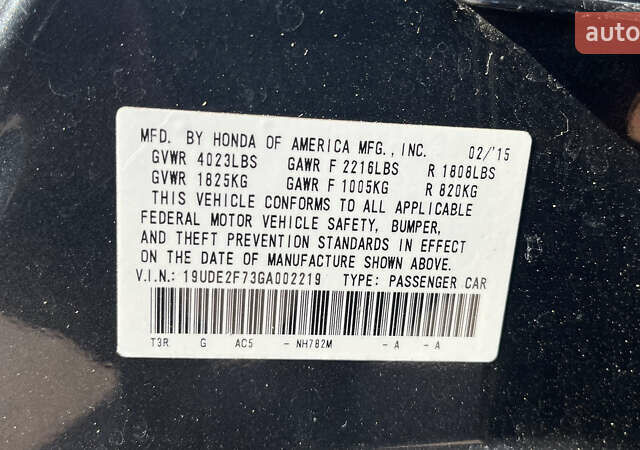 auto
MFD. BY HONDA OF AMERICA MFG., INC. 02/'15
GVWR 4023LBS GAWR F 2216LBS R 1808LBS
GVWR 1825KG GAWR F 1005KG R 820KG
THIS VEHICLE CONFORMS TO ALL APPLICABLE
FEDERAL MOTOR VEHICLE SAFETY, BUMPER,
AND THEFT PREVENTION STANDARDS IN EFFECT
ON THE DATE OF MANUFACTURE SHOWN ABOVE.
V.I.N.: 19UDE2F73GA002219 TYPE: PASSENGER CAR
T3R G AC5 - NH782M - A - A